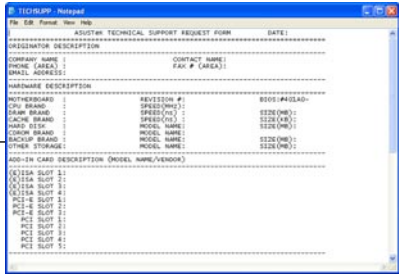 TECHSUPP - Notepad
File Edit Format View Help
ASUSTeK TECHNICAL SUPPORT REQUEST FORM DATE:
ORIGINATOR DESCRIPTION
COMPANY NAME : CONTACT NAME:
PHONE (AREA) : FAX # (AREA):
EMAIL ADDRESS:
HARDWARE DESCRIPTION
MOTHERBOARD : REVISION #: BIOS:#401A0-
CPU BRAND : SPEED(MHz):
DRAM BRAND : SPEED(ns) : SIZE(MB):
CACHE BRAND : SPEED(ns) : SIZE(KB):
HARD DISK : MODEL NAME: SIZE(MB):
CDROM BRAND : MODEL NAME:
BACKUP BRAND : MODEL NAME: SIZE(MB):
OTHER STORAGE: MODEL NAME: SIZE(MB):
ADD-IN CARD DESCRIPTION (MODEL NAME/VENDOR)
(E)ISA SLOT 1:
(E)ISA SLOT 2:
(E)ISA SLOT 3:
(E)ISA SLOT 4:
PCI-E SLOT 1:
PCI-E SLOT 2:
PCI-E SLOT 3:
PCI SLOT 1:
PCI SLOT 2:
PCI SLOT 3:
PCI SLOT 4:
PCI SLOT 5: